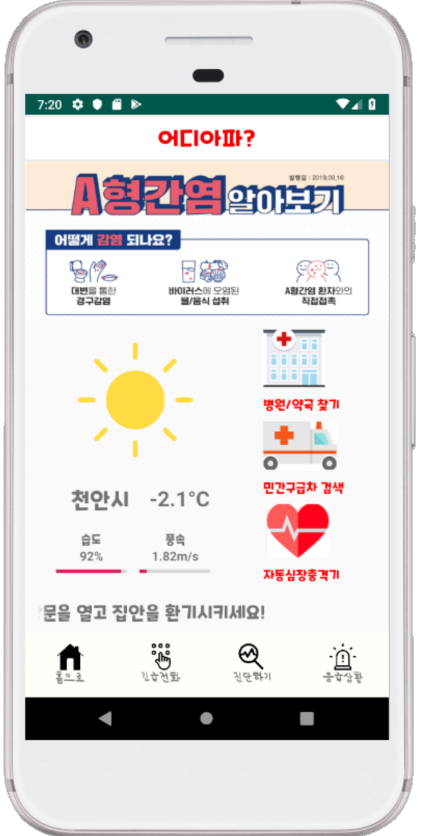 7:20
어디아파?
발행일 : 2019.09.16
A형간염 알아보기
어떻게 감염 되나요?
대변을 통한
경구감염
바이러스에 오염된
물/음식 섭취
A형간염 환자와의
직접접촉
병원/약국 찾기
민간구급차 검색
천안시 -2.1°C
습도 풍속
92% 1.82m/s
자동심장충격기
문을 열고 집안을 환기시키세요!
홈으로 긴급전화 진단하기 응급상황